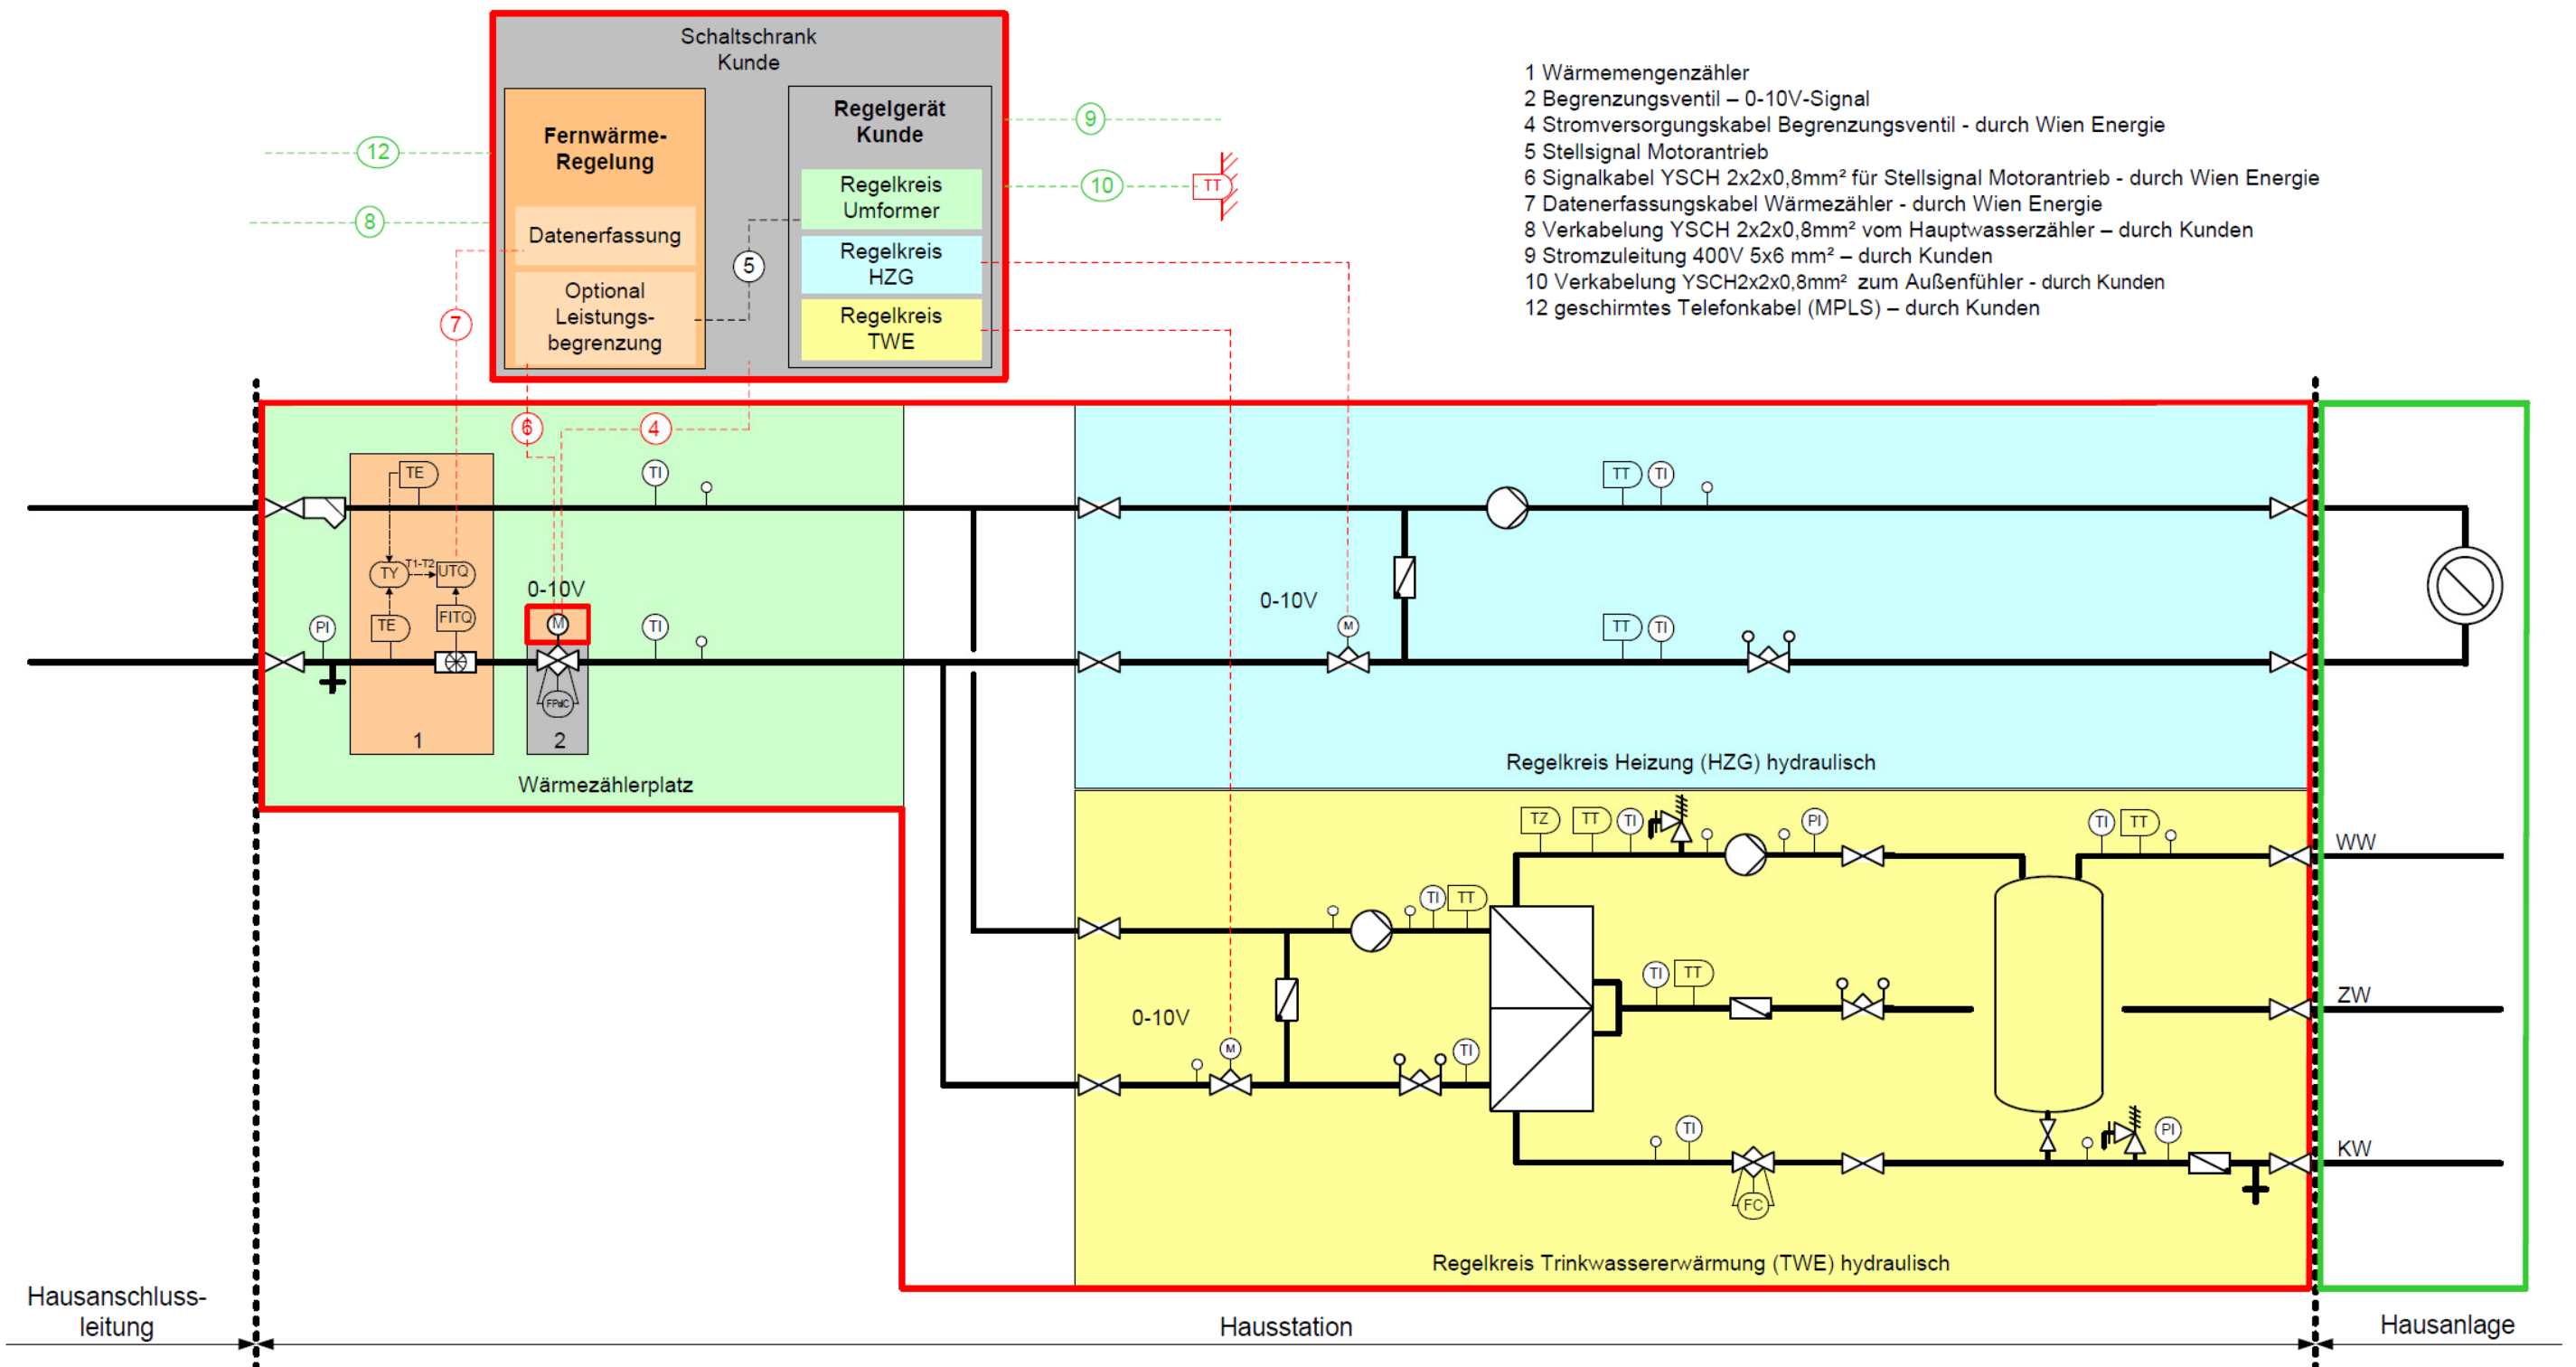 Schaltschrank
Kunde
Fernwärme-
Regelung
Datenerfassung
Optional
Leistungs-
begrenzung
Regelgerät
Kunde
Regelkreis
Umformer
Regelkreis
HZG
Regelkreis
TWE
12
8
9
10
TT
5
7
6
4
1 Wärmemengenzähler
2 Begrenzungsventil – 0-10V-Signal
4 Stromversorgungskabel Begrenzungsventil - durch Wien Energie
5 Stellsignal Motorantrieb
6 Signalkabel YSCH 2x2x0,8mm² für Stellsignal Motorantrieb - durch Wien Energie
7 Datenerfassungskabel Wärmezähler - durch Wien Energie
8 Verkabelung YSCH 2x2x0,8mm² vom Hauptwasserzähler – durch Kunden
9 Stromzuleitung 400V 5x6 mm² – durch Kunden
10 Verkabelung YSCH2x2x0,8mm² zum Außenfühler - durch Kunden
12 geschirmtes Telefonkabel (MPLS) – durch Kunden
TE
TI
TT
TI
TY
T1-T2
UTQ
0-10V
0-10V
PI
TE
FITQ
M
TI
M
TT
TI
FPdC
1
2
Wärmezählerplatz
Regelkreis Heizung (HZG) hydraulisch
TZ
TT
TI
PI
TI
TT
WW
TI
TT
TI
TT
ZW
0-10V
M
TI
TI
PI
KW
FC
Regelkreis Trinkwassererwärmung (TWE) hydraulisch
Hausanschluss-
leitung
Hausstation
Hausanlage